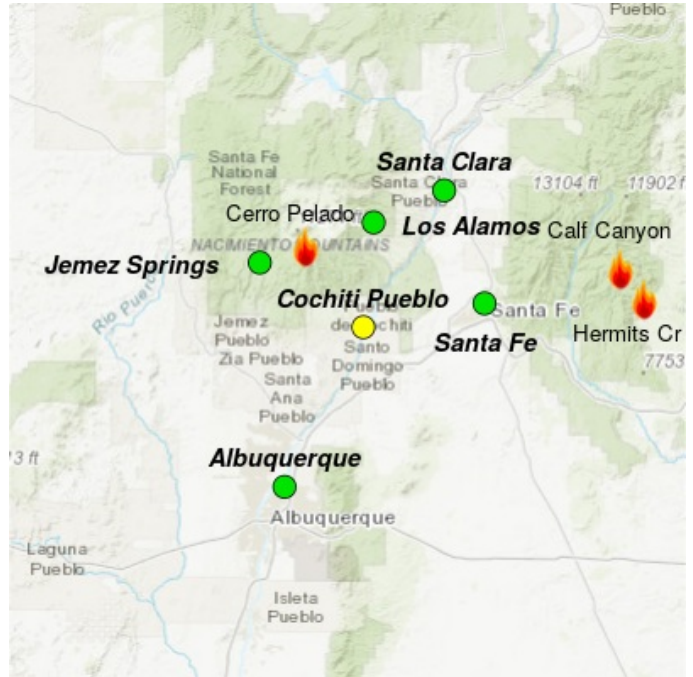 Pueblo
Santa Fe
National
Forest
Santa Clara
Santa Clara
Pueblo
13104 ft
11902 ft
Cerro Pelado
Los Alamos
Calf Canyon
NACIMIENTO MOUNTAINS
Jemez Springs
Rio Puerco
Cochiti Pueblo
Santa Fe
Jemez
Pueblo
Pueblo
de Cochiti
Santa Fe
Hermits Cr
Zia Pueblo
Santo
Domingo
Pueblo
7753
Santa
Ana
Pueblo
Albuquerque
3 ft
Albuquerque
Laguna
Pueblo
Isleta
Pueblo